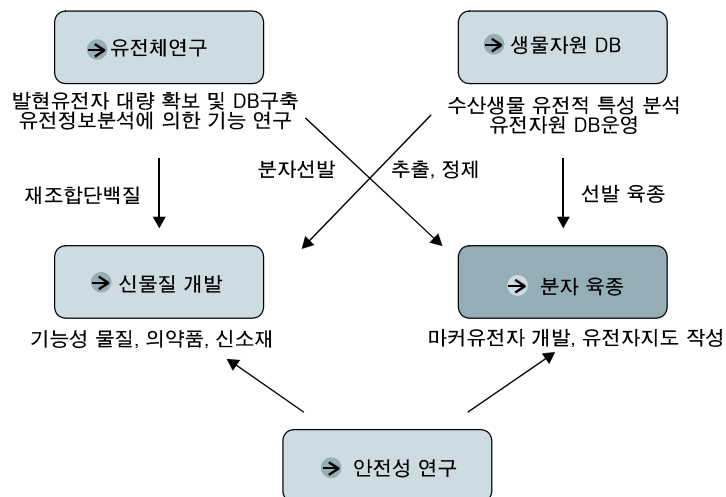 유전체연구
생물자원 DB
발현유전자 대량 확보 및 DB구축
유전정보분석에 의한 기능 연구
수산생물 유전적 특성 분석
유전자원 DB운영
분자선발
추출, 정제
재조합단백질
선발 육종
신물질 개발
분자 육종
기능성 물질, 의약품, 신소재
마커유전자 개발, 유전자지도 작성
안전성 연구